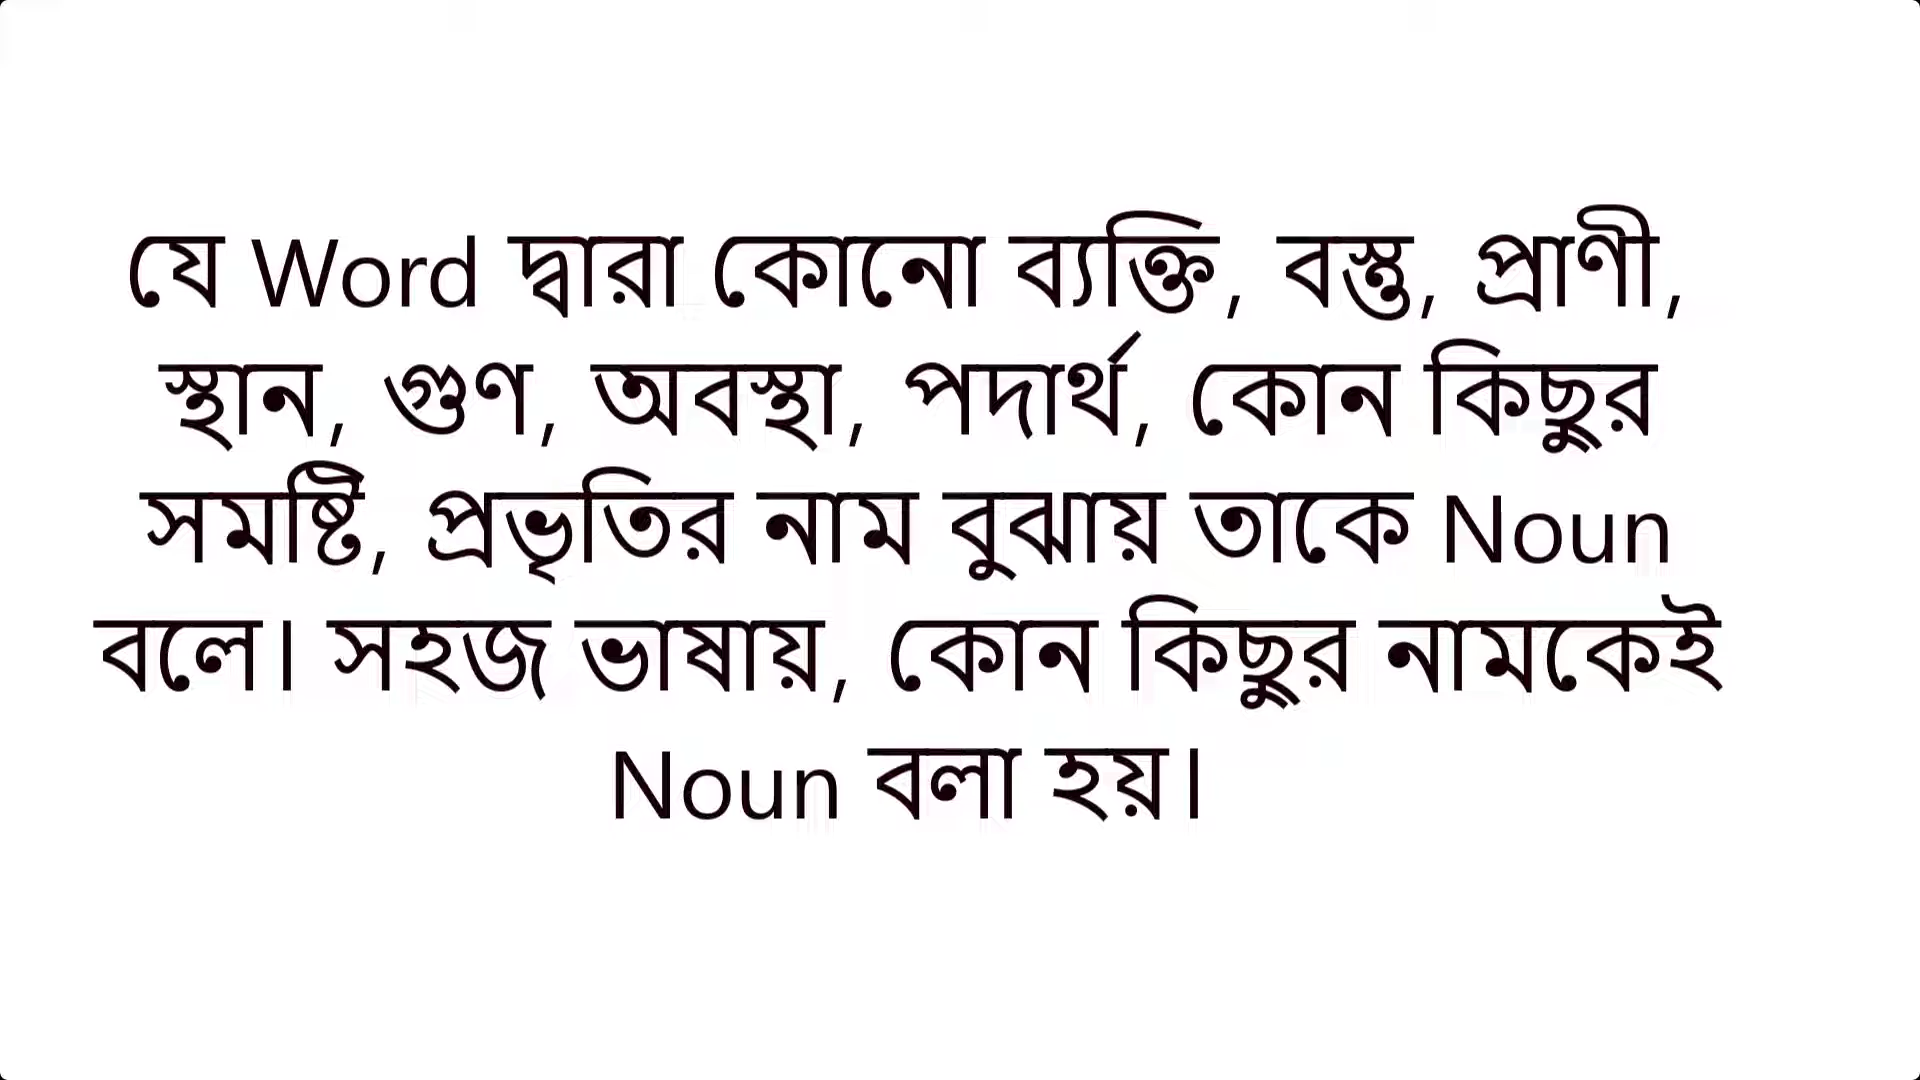 যে Word দ্বারা কোনো ব্যক্তি, বস্তু, প্রাণী,
স্থান, গুণ, অবস্থা, পদার্থ, কোন কিছুর
সমষ্টি, প্রভৃতির নাম বুঝায় তাকে Noun
বলে। সহজ ভাষায়, কোন কিছুর নামকেই
Noun বলা হয়।